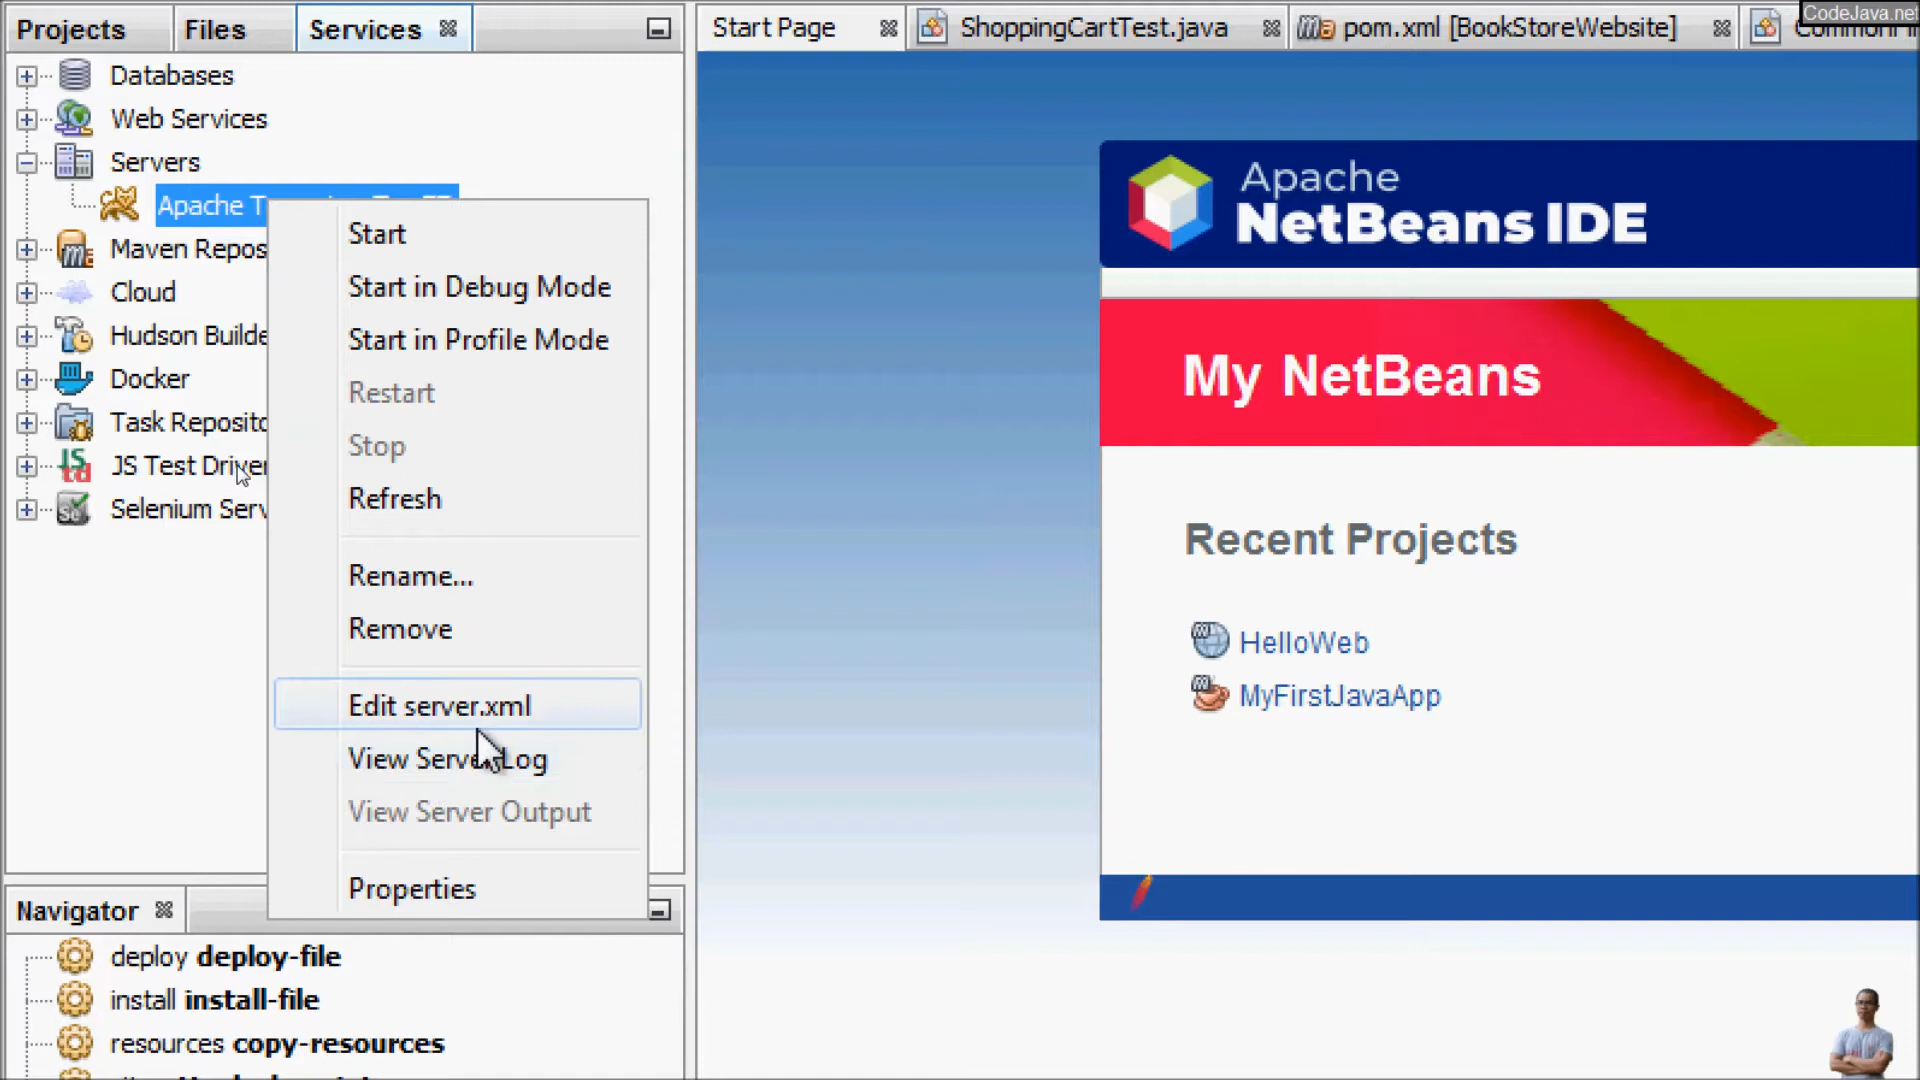 Projects
Files
Services
Databases
Web Services
Servers
Apache
Maven Repos
Cloud
Hudson Builde
Docker
Task Reposito
JS Test Driver
Selenium Serv
Start
Start in Debug Mode
Start in Profile Mode
Restart
Stop
Refresh
Rename...
Remove
Edit server.xml
View Server Log
View Server Output
Properties
Navigator
deploy deploy-file
install install-file
resources copy-resources
Start Page
ShoppingCartTest.java
pom.xml [BookStoreWebsite]
CodeJava.net
Apache
NetBeans IDE
My NetBeans
Recent Projects
HelloWeb
MyFirstJavaApp